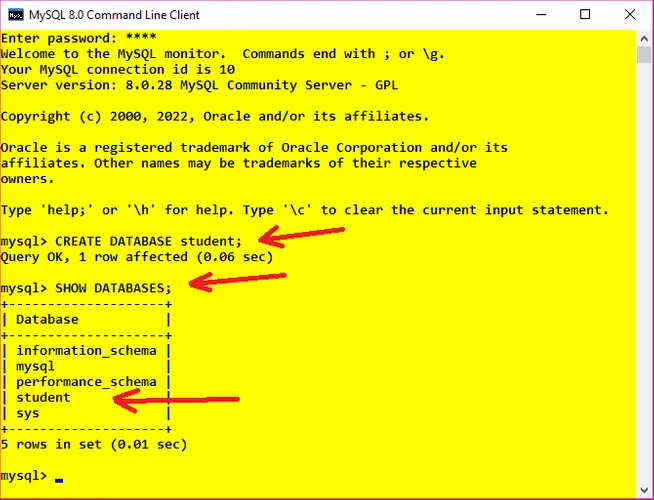 MySQL 8.0 Command Line Client
Enter password: ****
Welcome to the MySQL monitor.  Commands end with ; or \g.
Your MySQL connection id is 10
Server version: 8.0.28 MySQL Community Server - GPL

Copyright (c) 2000, 2022, Oracle and/or its affiliates.

Oracle is a registered trademark of Oracle Corporation and/or its
affiliates. Other names may be trademarks of their respective
owners.

Type 'help;' or '\h' for help. Type '\c' to clear the current input statement.

mysql> CREATE DATABASE student;
Query OK, 1 row affected (0.06 sec)

mysql> SHOW DATABASES;
+--------------------+
| Database           |
+--------------------+
| information_schema |
| mysql              |
| performance_schema |
| student            |
| sys                |
+--------------------+
5 rows in set (0.01 sec)

mysql>